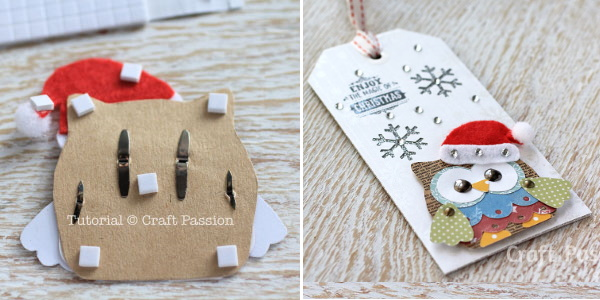 Tutorial © Craft Passion
ENJOY
THE MAGIC OF
CHRISTMAS
Craft Pas